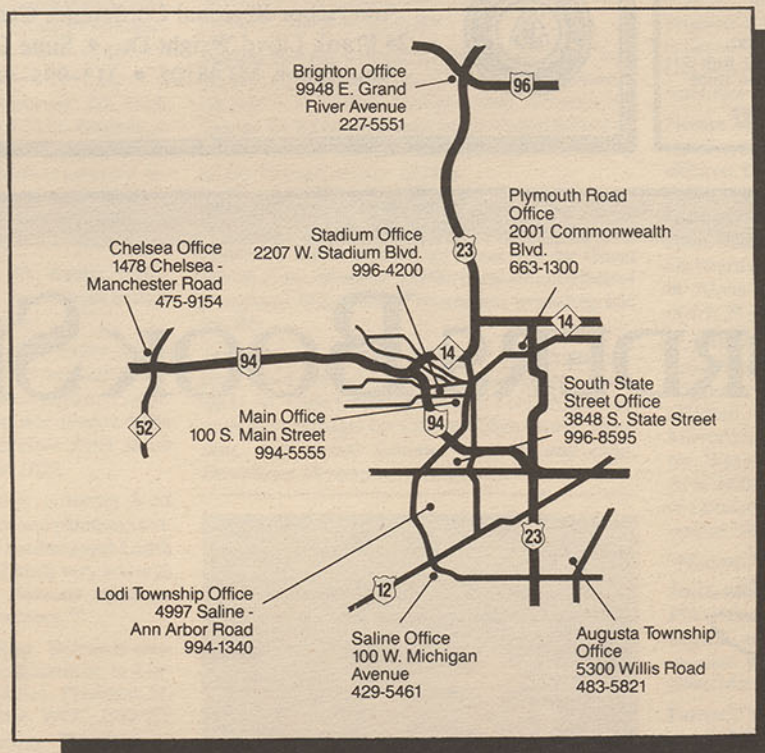 Brighton Office
9948 E. Grand
River Avenue
227-5551
96
Plymouth Road
Office
2001 Commonwealth
Blvd.
663-1300
Stadium Office
2207 W. Stadium Blvd.
996-4200
23
Chelsea Office
1478 Chelsea -
Manchester Road
475-9154
14
14
94
South State
Street Office
3848 S. State Street
996-8595
Main Office
100 S. Main Street
994-5555
94
52
23
12
Lodi Township Office
4997 Saline -
Ann Arbor Road
994-1340
Saline Office
100 W. Michigan
Avenue
429-5461
Augusta Township
Office
5300 Willis Road
483-5821